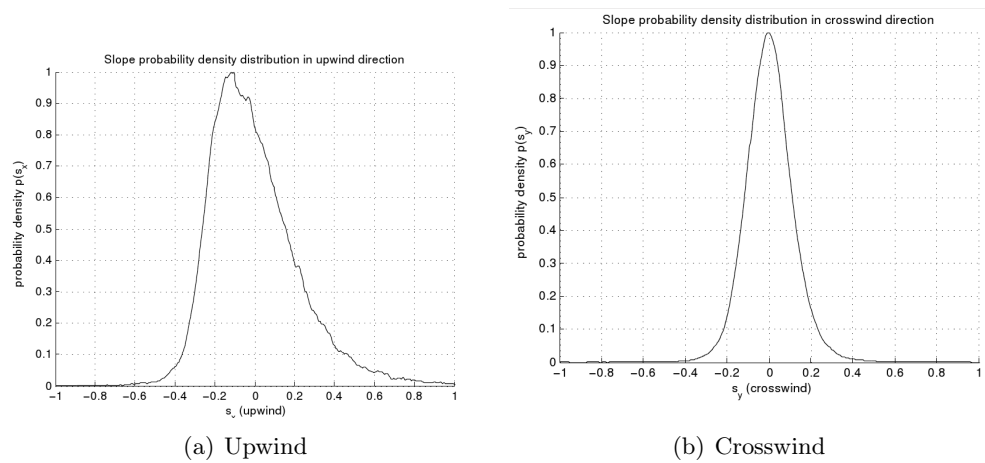 Slope probability density distribution in upwind direction
probability density p(s_x)
1
0.9
0.8
0.7
0.6
0.5
0.4
0.3
0.2
0.1
0
−1 −0.8 −0.6 −0.4 −0.2 0 0.2 0.4 0.6 0.8 1
s_x (upwind)
(a) Upwind
Slope probability density distribution in crosswind direction
probability density p(s_y)
1
0.9
0.8
0.7
0.6
0.5
0.4
0.3
0.2
0.1
0
−1 −0.8 −0.6 −0.4 −0.2 0 0.2 0.4 0.6 0.8 1
s_y (crosswind)
(b) Crosswind